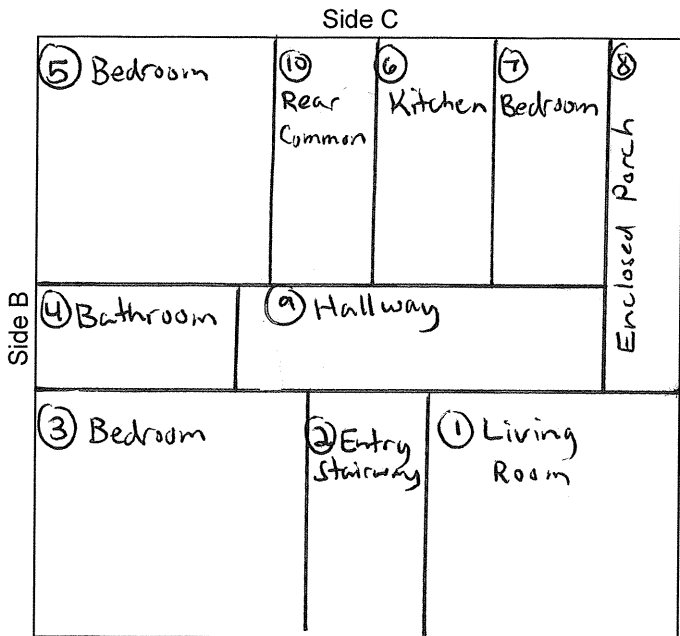 Side C
5 Bedroom
10
Rear
Common
6
Kitchen
7
Bedroom
8
Enclosed Porch
Side B
4 Bathroom
9 Hallway
3 Bedroom
2 Entry
Stairway
1 Living
Room